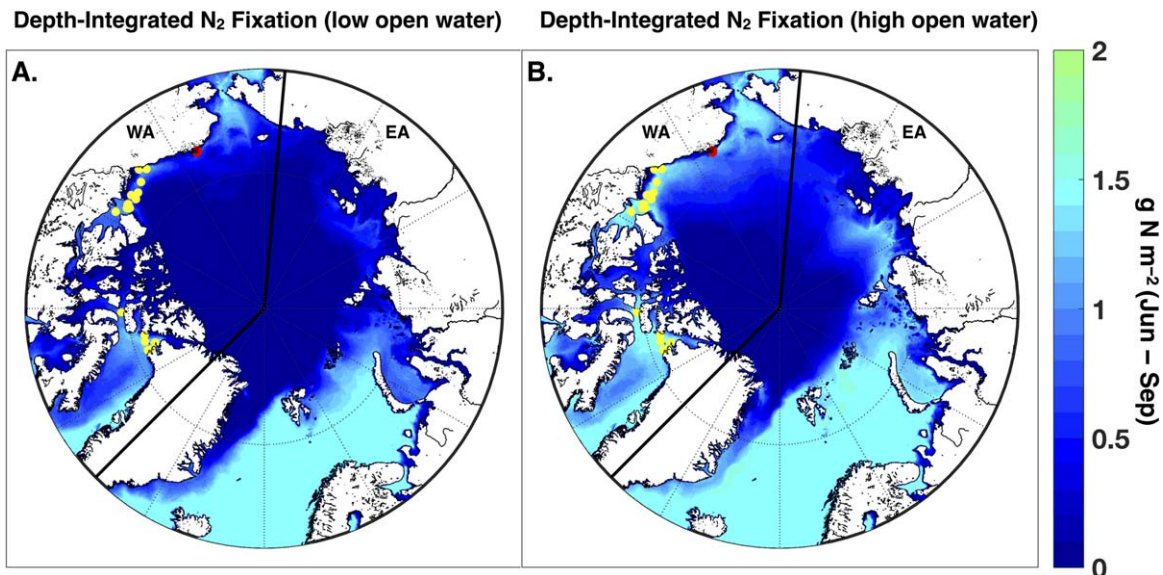 Depth-Integrated N₂ Fixation (low open water)
Depth-Integrated N₂ Fixation (high open water)
A.
WA
EA
B.
WA
EA
2
1.5
1
0.5
0
g N m⁻² (Jun – Sep)